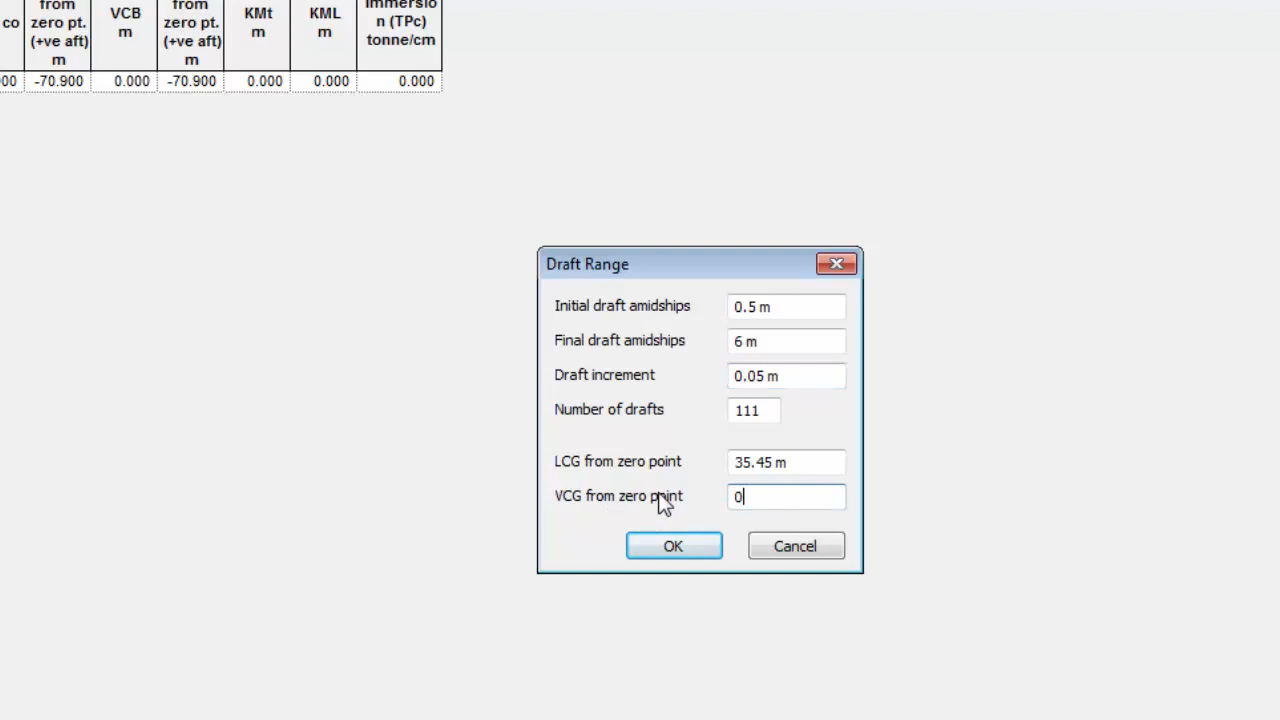 from
zero pt.
(+ve aft)
m
co
VCB
m
from
zero pt.
(+ve aft)
m
KMt
m
KML
m
Immersio
n (TPc)
tonne/cm
00 -70.900 0.000 -70.900 0.000 0.000 0.000
Draft Range
Initial draft amidships 0.5 m
Final draft amidships 6 m
Draft increment 0.05 m
Number of drafts 111
LCG from zero point 35.45 m
VCG from zero point 0
OK Cancel